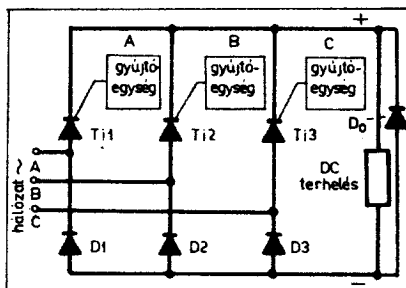 +
A
B
C
gyújtó-
egység
gyújtó-
egység
gyújtó-
egység
Ti1
Ti2
Ti3
D₀
DC
terhelés
hálózat ~
A
B
C
D1
D2
D3
−